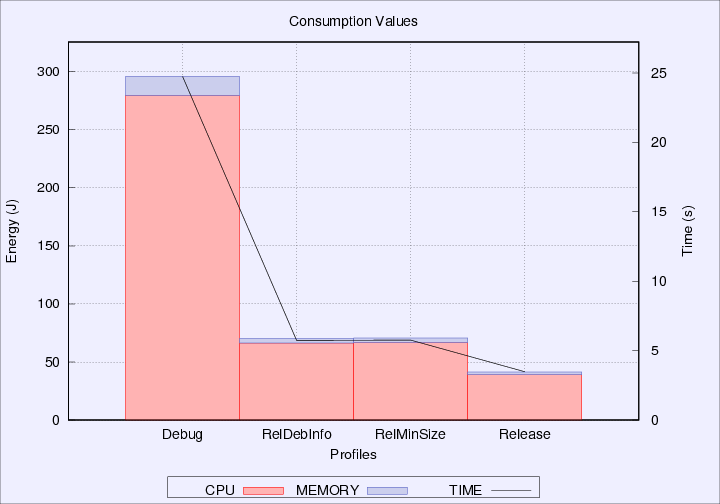 Consumption Values
300
250
200
150
100
50
0
Energy (J)
25
20
15
10
5
0
Time (s)
Debug RelDebInfo RelMinSize Release
Profiles
CPU MEMORY TIME